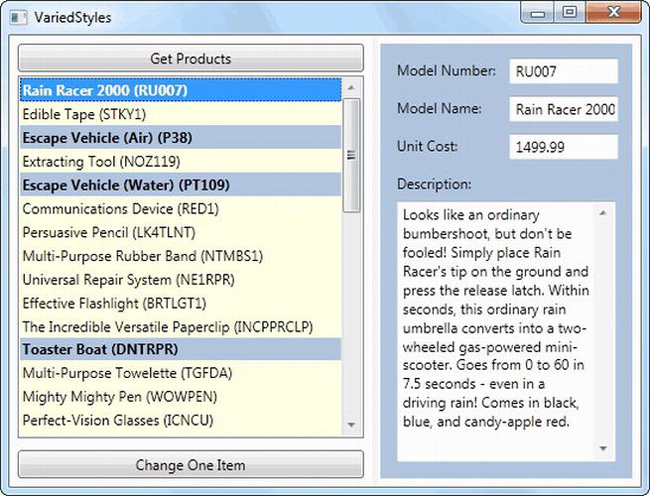 VariedStyles
Get Products
Rain Racer 2000 (RU007)
Edible Tape (STKY1)
Escape Vehicle (Air) (P38)
Extracting Tool (NOZ119)
Escape Vehicle (Water) (PT109)
Communications Device (RED1)
Persuasive Pencil (LK4TLNT)
Multi-Purpose Rubber Band (NTMBS1)
Universal Repair System (NE1RPR)
Effective Flashlight (BRTLGT1)
The Incredible Versatile Paperclip (INCPPRCLP)
Toaster Boat (DNTRPR)
Multi-Purpose Towelette (TGFDA)
Mighty Mighty Pen (WOWPEN)
Perfect-Vision Glasses (ICNCU)
Change One Item
Model Number: RU007
Model Name: Rain Racer 2000
Unit Cost: 1499.99
Description:
Looks like an ordinary
bumbershoot, but don't be
fooled! Simply place Rain
Racer's tip on the ground and
press the release latch. Within
seconds, this ordinary rain
umbrella converts into a two-
wheeled gas-powered mini-
scooter. Goes from 0 to 60 in
7.5 seconds - even in a
driving rain! Comes in black,
blue, and candy-apple red.